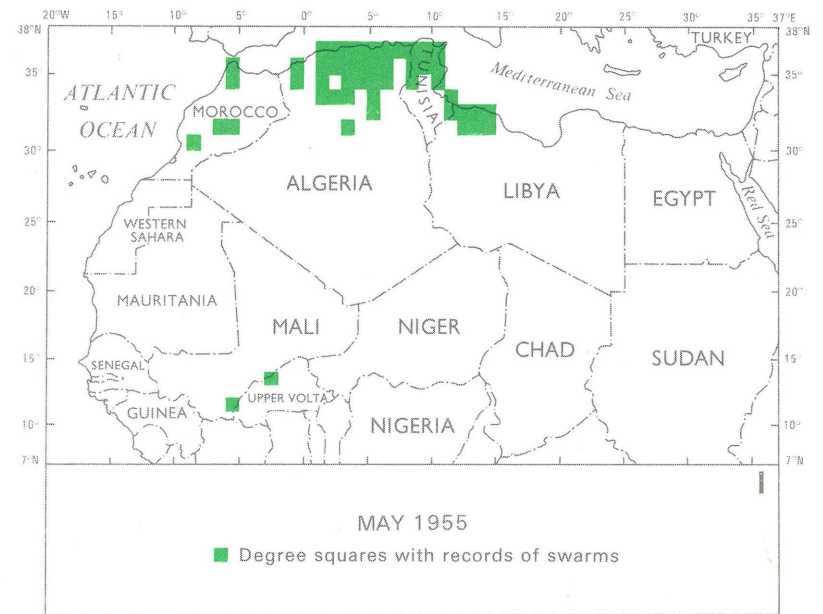 20°W 15° 10° 5° 0° 5° 10° 15° 20° 25° 30° 35° 37°E
38°N 38°N
TURKEY
35° 35°
Mediterranean Sea
ATLANTIC
OCEAN
MOROCCO
TUNISIA
30° 30°
ALGERIA
LIBYA
EGYPT
Red Sea
25° 25°
WESTERN
SAHARA
20° 20°
MAURITANIA
MALI
NIGER
CHAD
SUDAN
15° 15°
SENEGAL
UPPER VOLTA
GUINEA
NIGERIA
10° 10°
7°N 7°N
MAY 1955
Degree squares with records of swarms